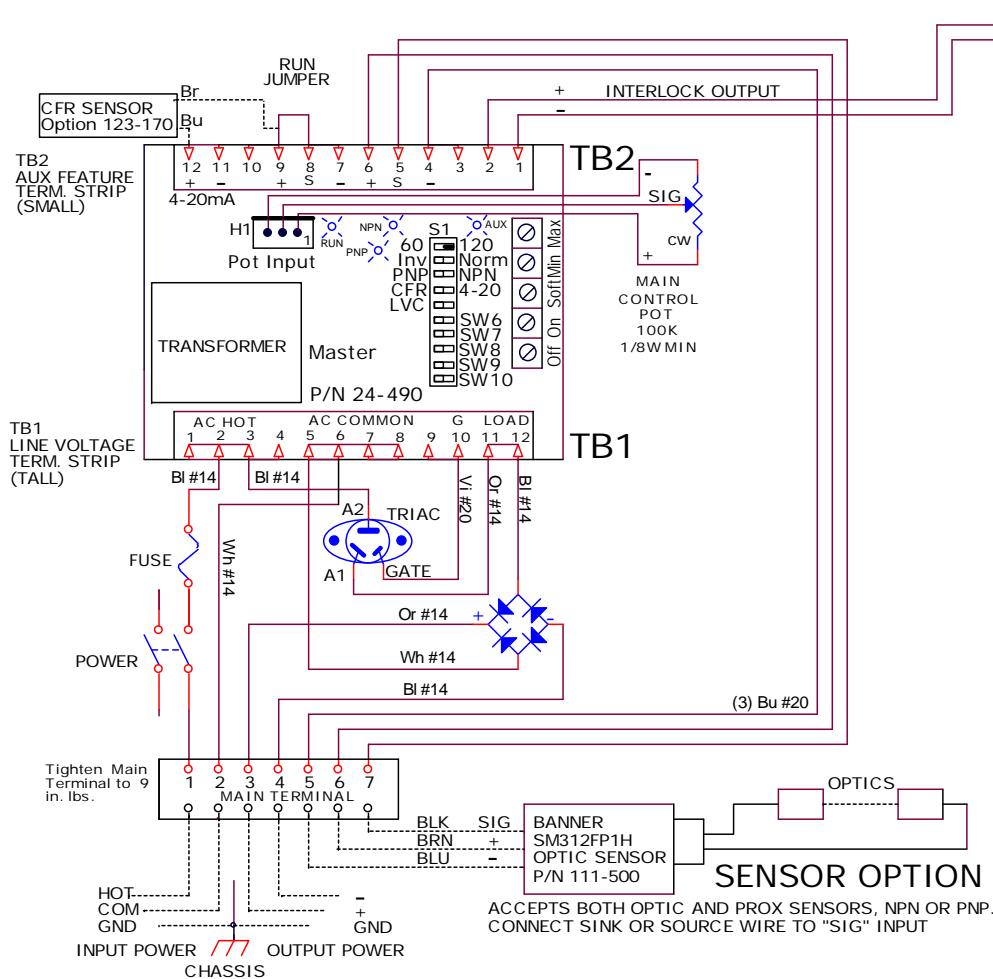 RUN
JUMPER
Br
CFR SENSOR
Option 123-170
Bu
+ INTERLOCK OUTPUT
-
TB2
AUX FEATURE
TERM. STRIP
(SMALL)
12 11 10 9 8 7 6 5 4 3 2 1
+ - + S - + S -
4-20mA
TB2
H1
1
Pot Input
RUN
NPN
PNP
AUX
S1
60 120
Inv Norm
PNP NPN
CFR 4-20
LVC
SW6
SW7
SW8
SW9
SW10
Off On Soft Min Max
-
SIG
CW
+
MAIN
CONTROL
POT
100K
1/8W MIN
TRANSFORMER
Master
P/N 24-490
TB1
LINE VOLTAGE
TERM. STRIP
(TALL)
AC HOT AC COMMON G LOAD
1 2 3 4 5 6 7 8 9 10 11 12
TB1
Bl #14
Bl #14
Vi #20
Or #14
Bl #14
A2
TRIAC
A1
GATE
FUSE
Wh #14
POWER
Or #14
+ -
Wh #14
Bl #14
(3) Bu #20
Tighten Main
Terminal to 9
in. lbs.
1 2 3 4 5 6 7
MAIN TERMINAL
BLK SIG
BRN +
BLU -
BANNER
SM312FP1H
OPTIC SENSOR
P/N 111-500
OPTICS
SENSOR OPTION
ACCEPTS BOTH OPTIC AND PROX SENSORS, NPN OR PNP.
CONNECT SINK OR SOURCE WIRE TO "SIG" INPUT
HOT
COM
GND
-
+
GND
INPUT POWER
OUTPUT POWER
CHASSIS